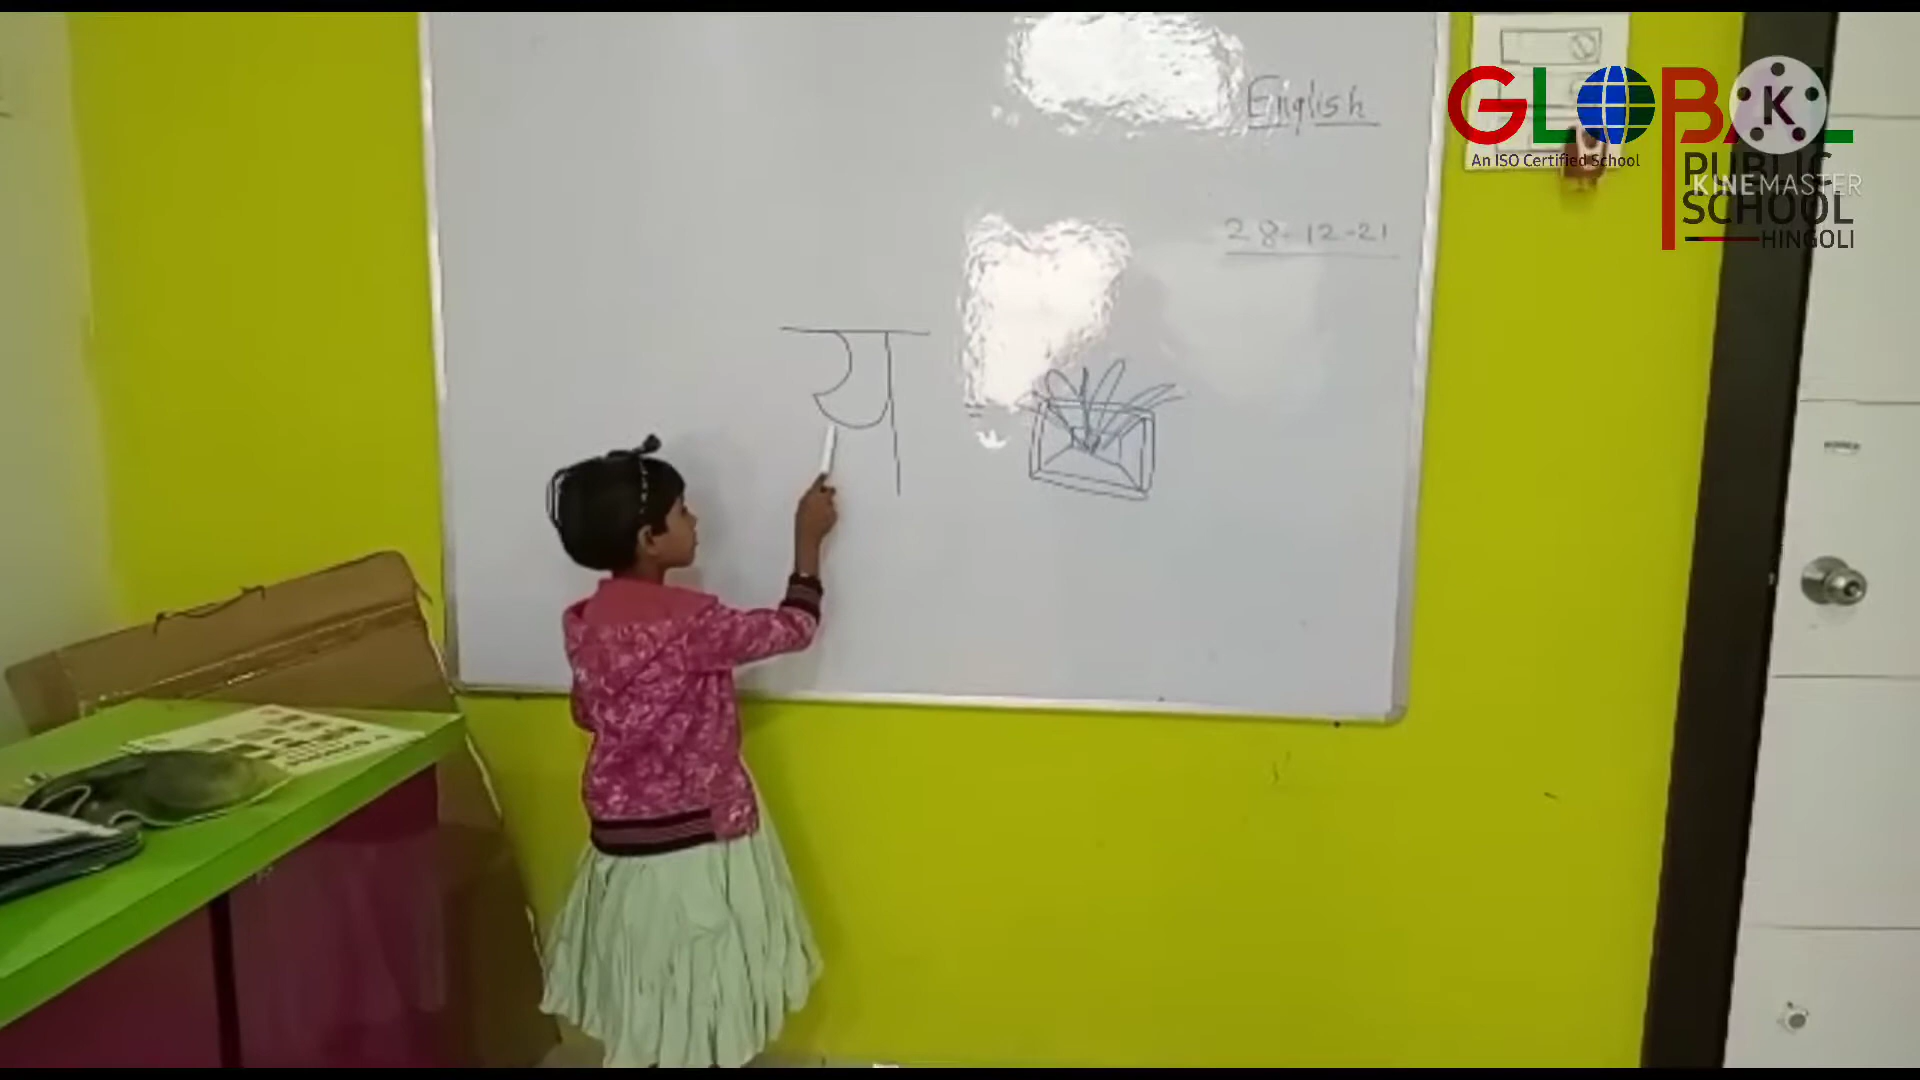 English
28-12-21
य
GLOBAL
An ISO Certified School
PUBLIC
SCHOOL
HINGOLI
K
KINEMASTER